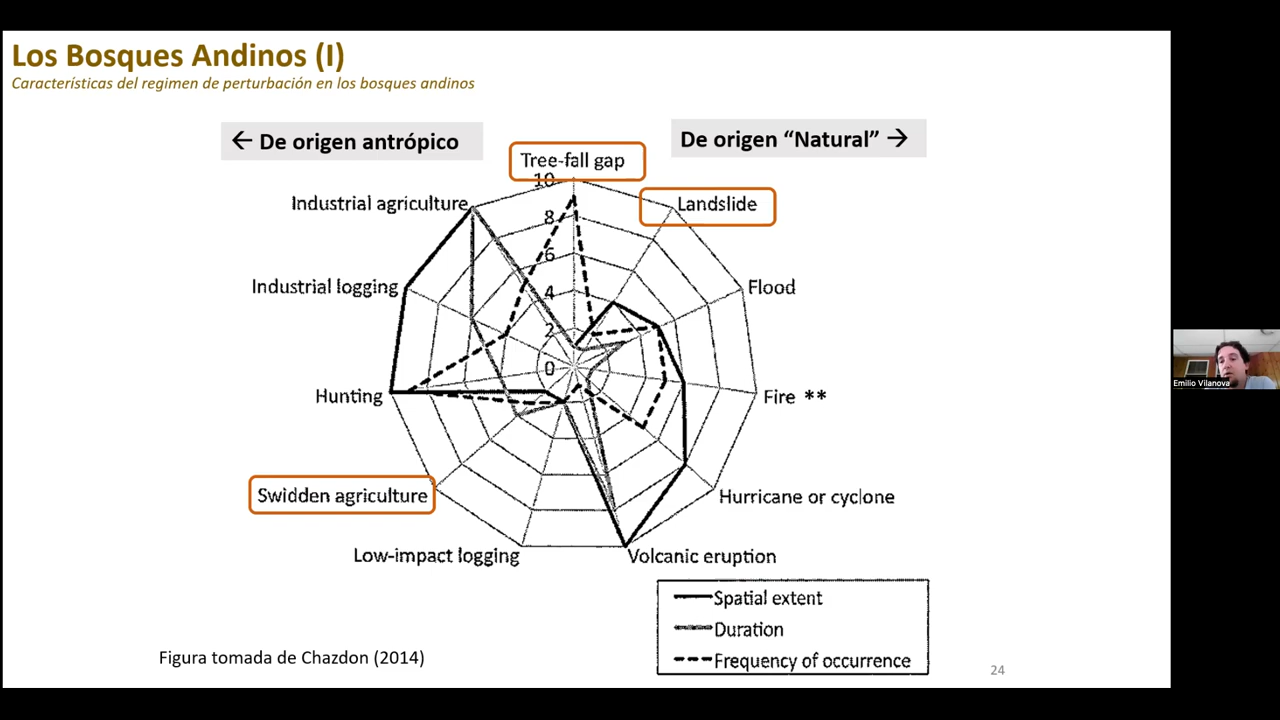 Los Bosques Andinos (I)
Características del regimen de perturbación en los bosques andinos
← De origen antrópico
De origen “Natural” →
Tree-fall gap
10
Industrial agriculture
Landslide
8
6
Industrial logging
4
Flood
2
0
Hunting
Fire **
Swidden agriculture
Hurricane or cyclone
Low-impact logging
Volcanic eruption
Spatial extent
Duration
Frequency of occurrence
Figura tomada de Chazdon (2014)
24
Emilio Vilanova